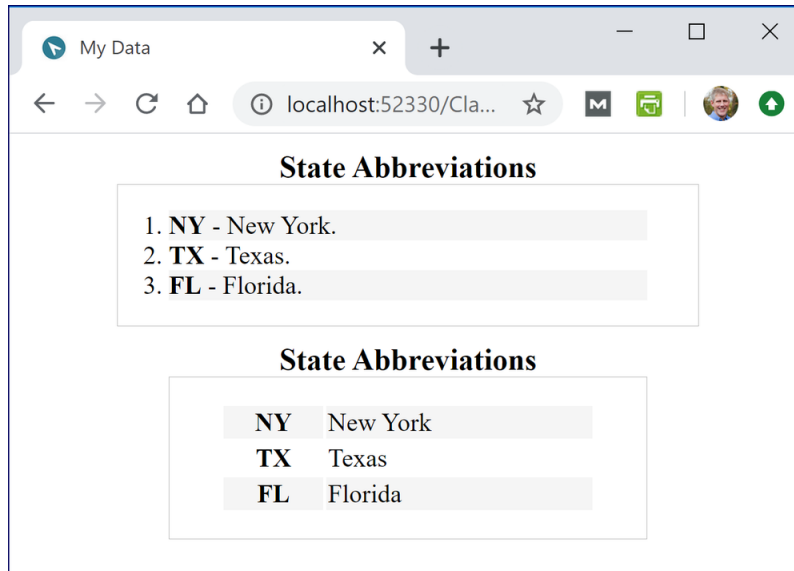 My Data
localhost:52330/Cla...
State Abbreviations
1. NY - New York.
2. TX - Texas.
3. FL - Florida.
State Abbreviations
NY New York
TX Texas
FL Florida